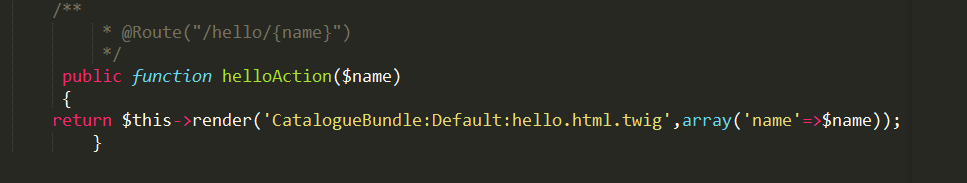 /**
* @Route("/hello/{name}")
*/
public function helloAction($name)
{
return $this->render('CatalogueBundle:Default:hello.html.twig',array('name'=>$name));
}